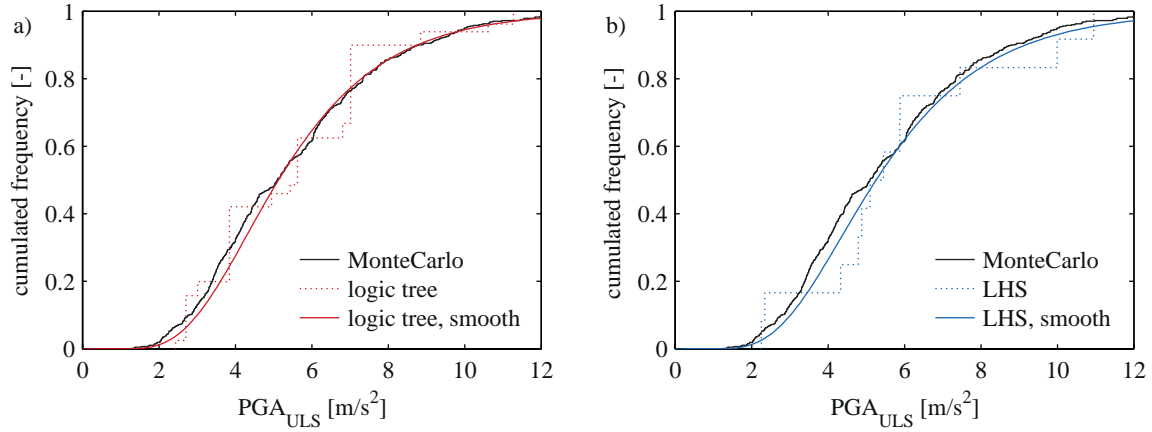 a)
cumulated frequency [-]
1
0.8
0.6
0.4
0.2
0
MonteCarlo
logic tree
logic tree, smooth
0 2 4 6 8 10 12
PGA_ULS [m/s²]
b)
cumulated frequency [-]
1
0.8
0.6
0.4
0.2
0
MonteCarlo
LHS
LHS, smooth
0 2 4 6 8 10 12
PGA_ULS [m/s²]